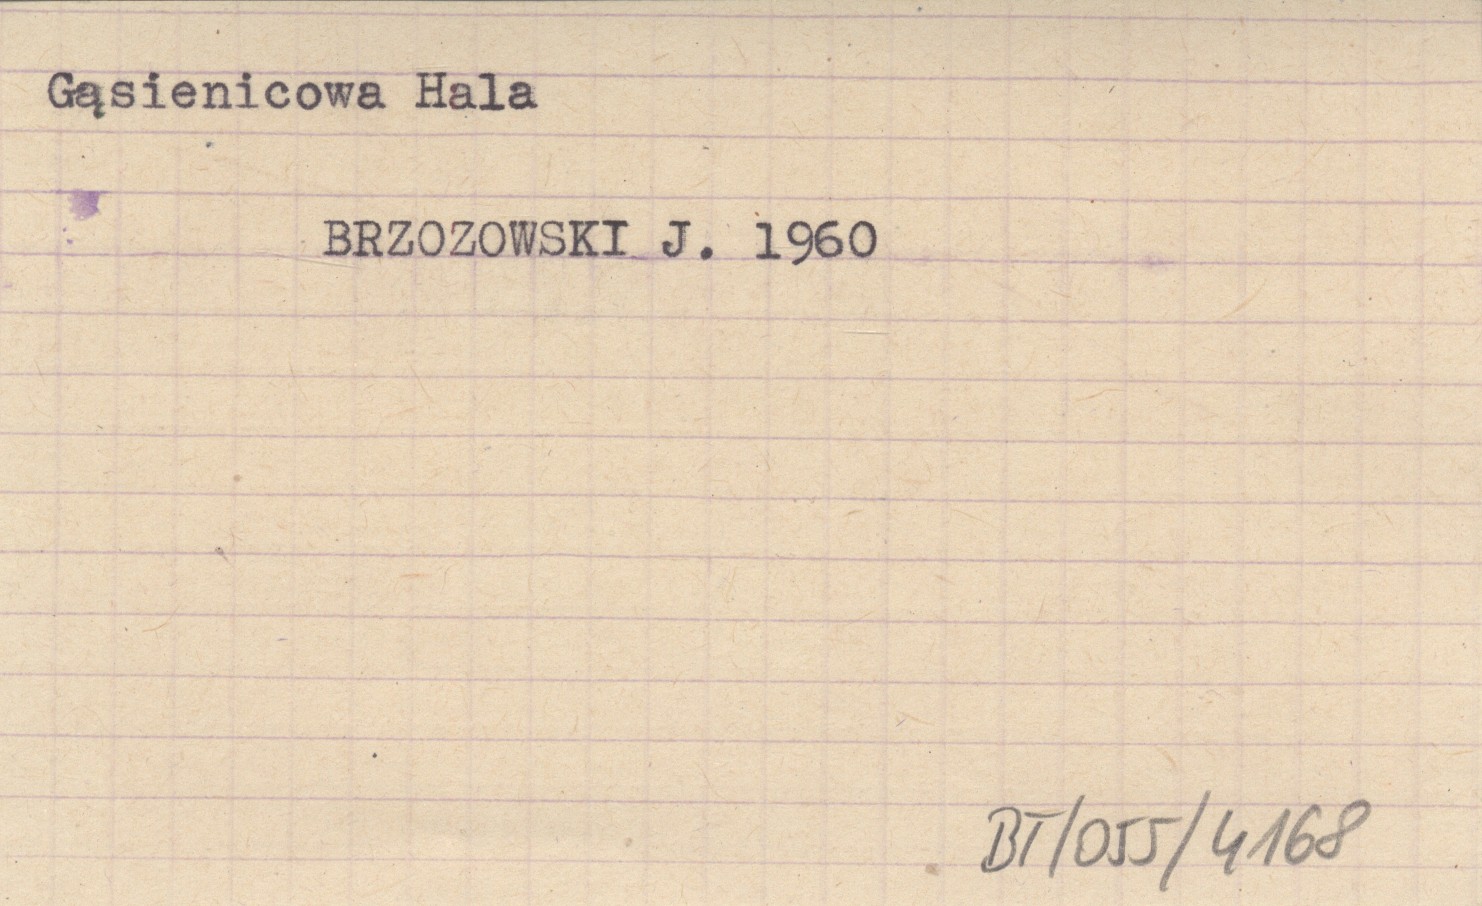 Gąsienicowa Hala
BRZOZOWSKI J. 1960
BT/055/4168